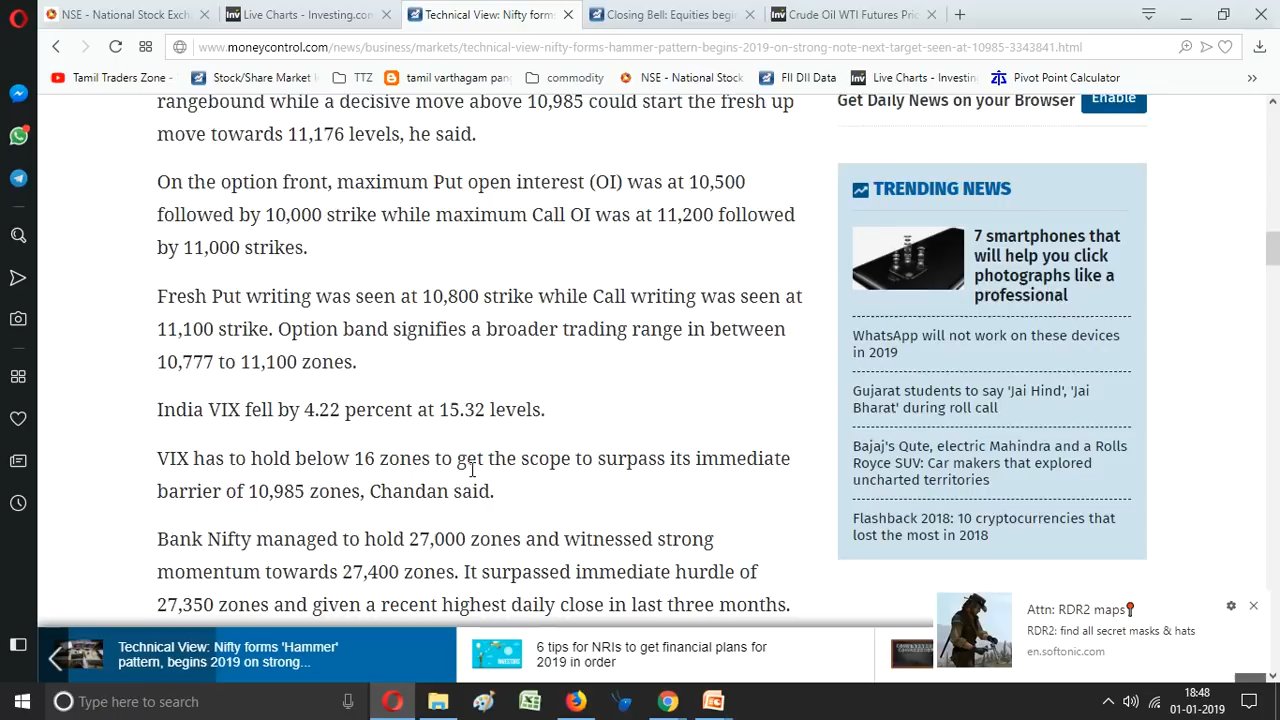 NSE - National Stock Exch
Live Charts - Investing.con
Technical View: Nifty form
Closing Bell: Equities begi
Crude Oil WTI Futures Pric
www.moneycontrol.com/news/business/markets/technical-view-nifty-forms-hammer-pattern-begins-2019-on-strong-note-next-target-seen-at-10985-3343841.html
Tamil Traders Zone -
Stock/Share Market I
TTZ
tamil varthagam pan
commodity
NSE - National Stock
FII DII Data
Live Charts - Investin
Pivot Point Calculator
rangebound while a decisive move above 10,985 could start the fresh up
move towards 11,176 levels, he said.
On the option front, maximum Put open interest (OI) was at 10,500
followed by 10,000 strike while maximum Call OI was at 11,200 followed
by 11,000 strikes.
Fresh Put writing was seen at 10,800 strike while Call writing was seen at
11,100 strike. Option band signifies a broader trading range in between
10,777 to 11,100 zones.
India VIX fell by 4.22 percent at 15.32 levels.
VIX has to hold below 16 zones to get the scope to surpass its immediate
barrier of 10,985 zones, Chandan said.
Bank Nifty managed to hold 27,000 zones and witnessed strong
momentum towards 27,400 zones. It surpassed immediate hurdle of
27,350 zones and given a recent highest daily close in last three months.
Get Daily News on your Browser
Enable
TRENDING NEWS
7 smartphones that
will help you click
photographs like a
professional
WhatsApp will not work on these devices
in 2019
Gujarat students to say 'Jai Hind', 'Jai
Bharat' during roll call
Bajaj's Qute, electric Mahindra and a Rolls
Royce SUV: Car makers that explored
uncharted territories
Flashback 2018: 10 cryptocurrencies that
lost the most in 2018
Attn: RDR2 maps
RDR2: find all secret masks & hats
en.softonic.com
Technical View: Nifty forms 'Hammer'
pattern, begins 2019 on strong...
6 tips for NRIs to get financial plans for
2019 in order
Type here to search
18:48
01-01-2019